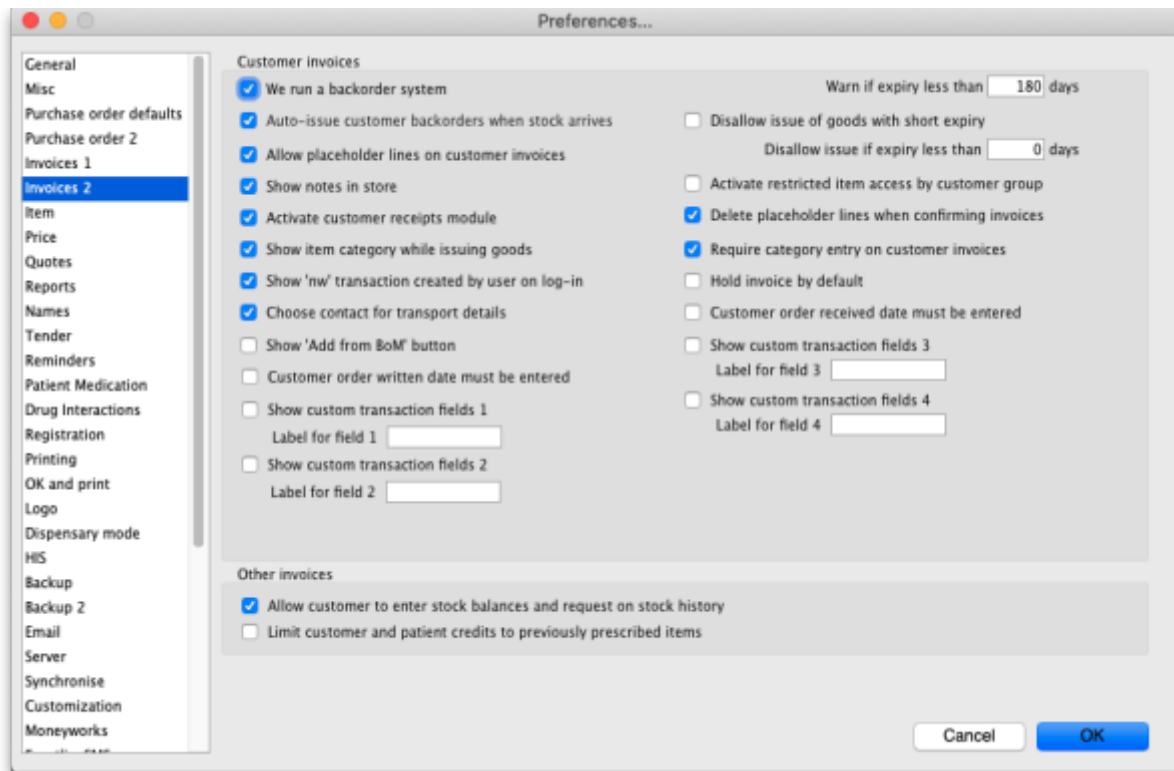 Preferences...
General
Misc
Purchase order defaults
Purchase order 2
Invoices 1
Invoices 2
Item
Price
Quotes
Reports
Names
Tender
Reminders
Patient Medication
Drug Interactions
Registration
Printing
OK and print
Logo
Dispensary mode
HIS
Backup
Backup 2
Email
Server
Synchronise
Customization
Moneyworks
Customer invoices
We run a backorder system
Auto-issue customer backorders when stock arrives
Allow placeholder lines on customer invoices
Show notes in store
Activate customer receipts module
Show item category while issuing goods
Show 'nw' transaction created by user on log-in
Choose contact for transport details
Show 'Add from BoM' button
Customer order written date must be entered
Show custom transaction fields 1
Label for field 1
Show custom transaction fields 2
Label for field 2
Warn if expiry less than 180 days
Disallow issue of goods with short expiry
Disallow issue if expiry less than 0 days
Activate restricted item access by customer group
Delete placeholder lines when confirming invoices
Require category entry on customer invoices
Hold invoice by default
Customer order received date must be entered
Show custom transaction fields 3
Label for field 3
Show custom transaction fields 4
Label for field 4
Other invoices
Allow customer to enter stock balances and request on stock history
Limit customer and patient credits to previously prescribed items
Cancel
OK